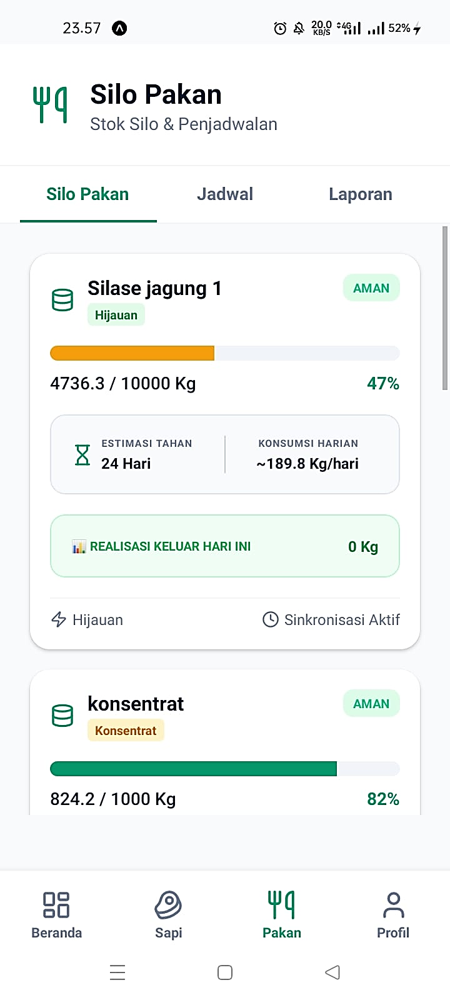 23.57
20.0 KB/S 4G 52%
Silo Pakan
Stok Silo & Penjadwalan
Silo Pakan Jadwal Laporan
Silase jagung 1
AMAN
Hijauan
4736.3 / 10000 Kg 47%
ESTIMASI TAHAN
24 Hari
KONSUMSI HARIAN
~189.8 Kg/hari
REALISASI KELUAR HARI INI 0 Kg
Hijauan Sinkronisasi Aktif
konsentrat
AMAN
Konsentrat
824.2 / 1000 Kg 82%
Beranda Sapi Pakan Profil